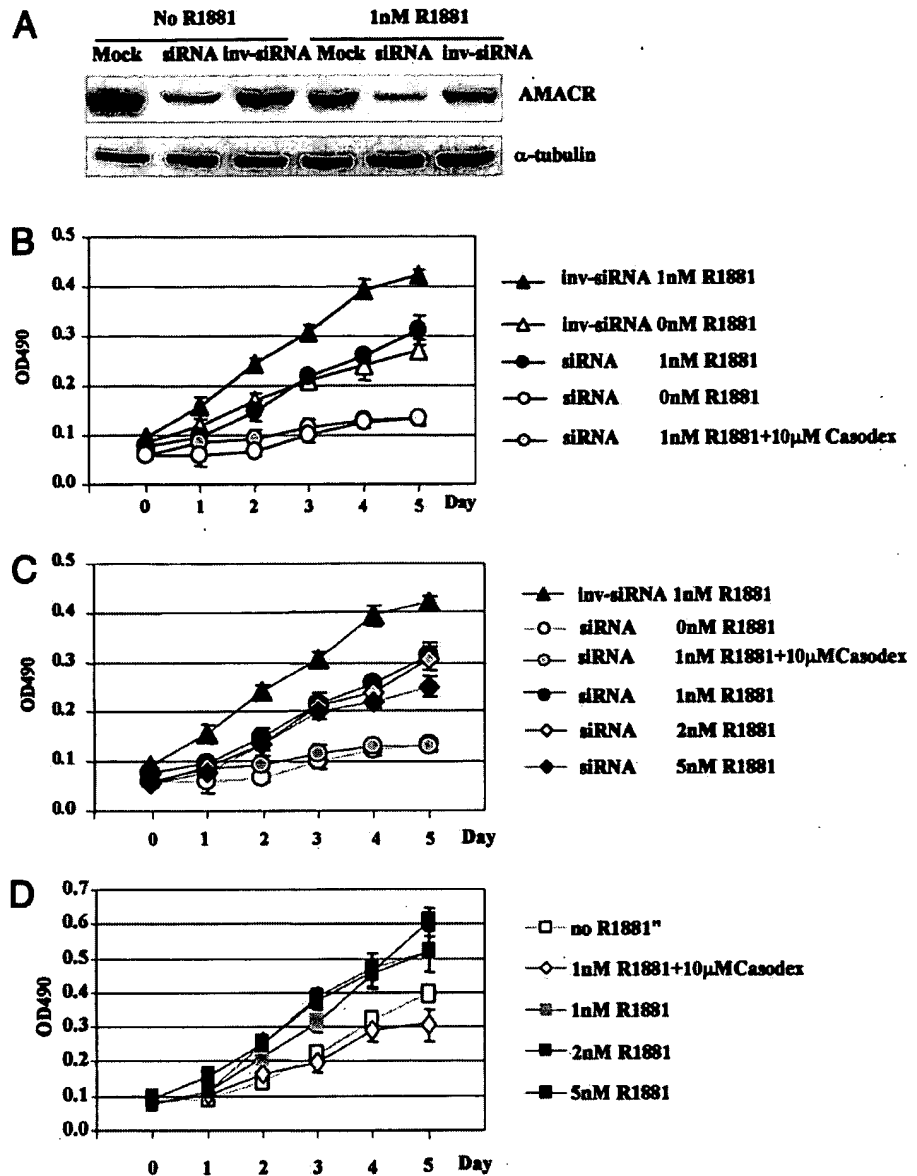 A
No R1881 1nM R1881
Mock siRNA inv-siRNA Mock siRNA inv-siRNA
AMACR
α-tubulin
B
0.5
0.4
0.3
0.2
0.1
0.0
OD490
0 1 2 3 4 5 Day
inv-siRNA 1nM R1881
inv-siRNA 0nM R1881
siRNA 1nM R1881
siRNA 0nM R1881
siRNA 1nM R1881+10μM Casodex
C
0.5
0.4
0.3
0.2
0.1
0.0
OD490
0 1 2 3 4 5 Day
inv-siRNA 1nM R1881
siRNA 0nM R1881
siRNA 1nM R1881+10μMCasodex
siRNA 1nM R1881
siRNA 2nM R1881
siRNA 5nM R1881
D
0.7
0.6
0.5
0.4
0.3
0.2
0.1
0.0
OD490
0 1 2 3 4 5 Day
no R1881"
1nM R1881+10μMCasodex
1nM R1881
2nM R1881
5nM R1881